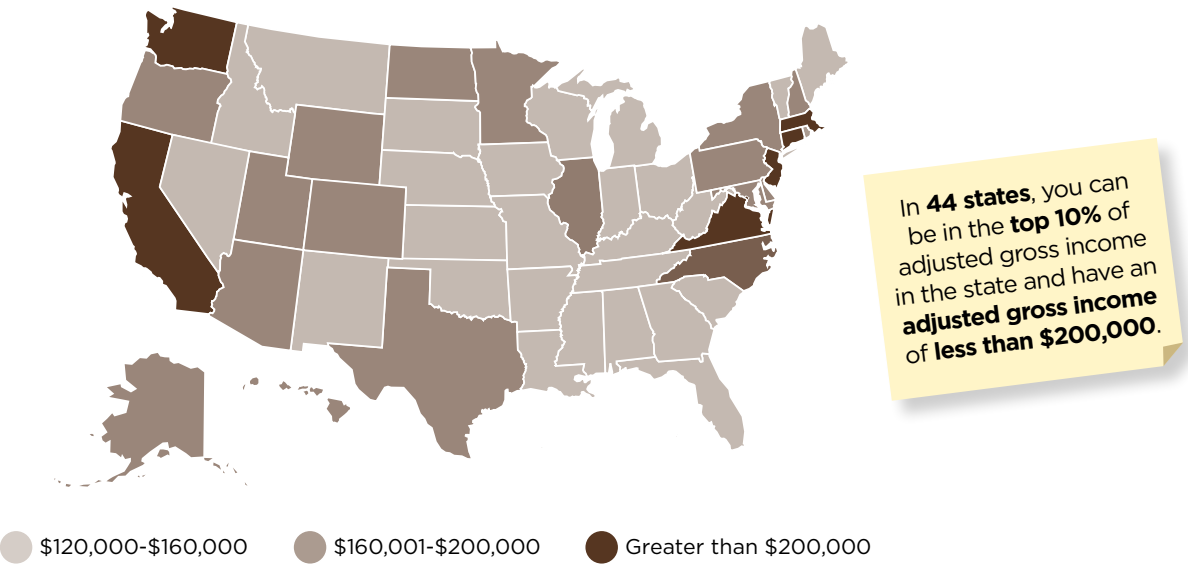 In 44 states, you can
be in the top 10% of
adjusted gross income
in the state and have an
adjusted gross income
of less than $200,000.
$120,000-$160,000
$160,001-$200,000
Greater than $200,000